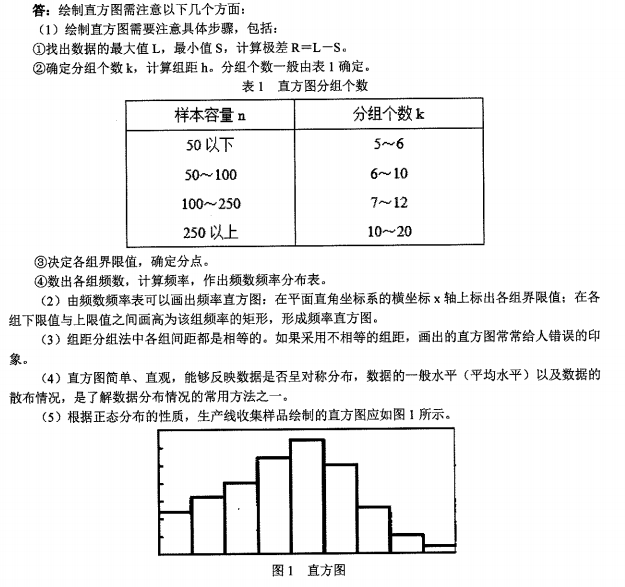 答：绘制直方图需注意以下几个方面：
（1）绘制直方图需要注意具体步骤，包括：
①找出数据的最大值 L，最小值 S，计算极差 R＝L－S。
②确定分组个数 k，计算组距 h。分组个数一般由表 1 确定。
表 1 直方图分组个数
样本容量 n 分组个数 k
50 以下 5～6
50～100 6～10
100～250 7～12
250 以上 10～20
③决定各组界限值，确定分点。
④数出各组频数，计算频率，作出频数频率分布表。
（2）由频数频率表可以画出频率直方图：在平面直角坐标系的横坐标 x 轴上标出各组界限值；在各
组下限值与上限值之间画高为该组频率的矩形，形成频率直方图。
（3）组距分组法中各组间距都是相等的。如果采用不相等的组距，画出的直方图常常给人错误的印
象。
（4）直方图简单、直观，能够反映数据是否呈对称分布，数据的一般水平（平均水平）以及数据的
散布情况，是了解数据分布情况的常用方法之一。
（5）根据正态分布的性质，生产线收集样品绘制的直方图应如图 1 所示。
图 1 直方图